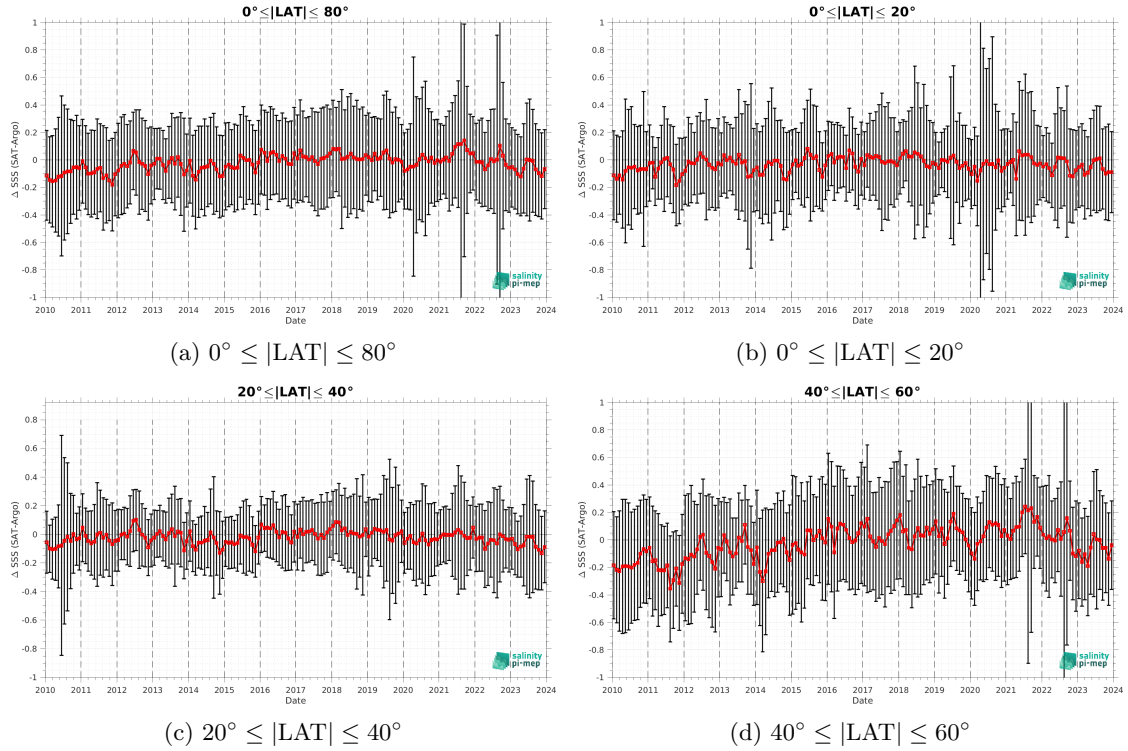 0°≤|LAT|≤ 80°
1
0.8
0.6
0.4
0.2
0
-0.2
-0.4
-0.6
-0.8
-1
Δ SSS (SAT-Argo)
2010 2011 2012 2013 2014 2015 2016 2017 2018 2019 2020 2021 2022 2023 2024
Date
salinity
pi-mep
(a) 0° ≤ |LAT| ≤ 80°
0°≤|LAT|≤ 20°
1
0.8
0.6
0.4
0.2
0
-0.2
-0.4
-0.6
-0.8
-1
Δ SSS (SAT-Argo)
2010 2011 2012 2013 2014 2015 2016 2017 2018 2019 2020 2021 2022 2023 2024
Date
salinity
pi-mep
(b) 0° ≤ |LAT| ≤ 20°
20°≤|LAT|≤ 40°
0.8
0.6
0.4
0.2
0
-0.2
-0.4
-0.6
-0.8
-1
Δ SSS (SAT-Argo)
2010 2011 2012 2013 2014 2015 2016 2017 2018 2019 2020 2021 2022 2023 2024
Date
salinity
pi-mep
(c) 20° ≤ |LAT| ≤ 40°
40°≤|LAT|≤ 60°
1
0.8
0.6
0.4
0.2
0
-0.2
-0.4
-0.6
-0.8
-1
Δ SSS (SAT-Argo)
2010 2011 2012 2013 2014 2015 2016 2017 2018 2019 2020 2021 2022 2023 2024
Date
salinity
pi-mep
(d) 40° ≤ |LAT| ≤ 60°